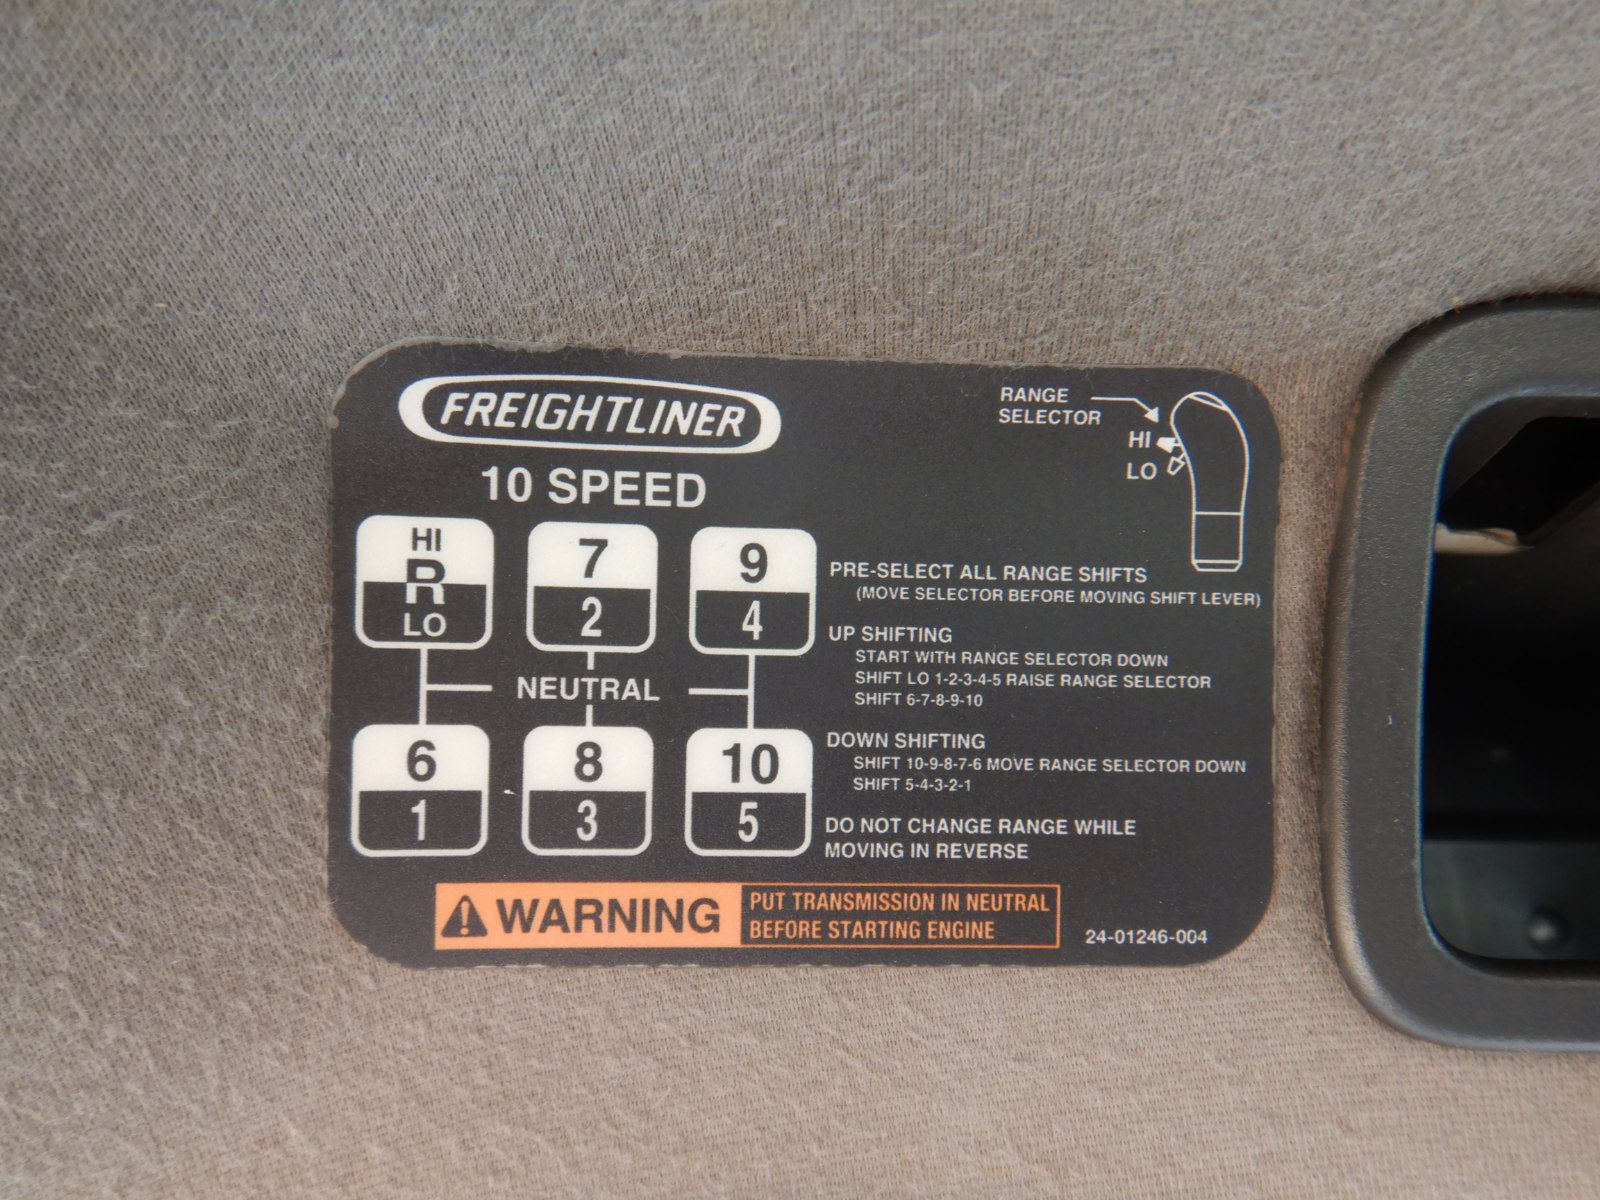 FREIGHTLINER
10 SPEED
RANGE
SELECTOR
HI
LO
HI
R
LO
7
2
9
4
NEUTRAL
6
1
8
3
10
5
PRE-SELECT ALL RANGE SHIFTS
(MOVE SELECTOR BEFORE MOVING SHIFT LEVER)
UP SHIFTING
START WITH RANGE SELECTOR DOWN
SHIFT LO 1-2-3-4-5 RAISE RANGE SELECTOR
SHIFT 6-7-8-9-10
DOWN SHIFTING
SHIFT 10-9-8-7-6 MOVE RANGE SELECTOR DOWN
SHIFT 5-4-3-2-1
DO NOT CHANGE RANGE WHILE
MOVING IN REVERSE
WARNING
PUT TRANSMISSION IN NEUTRAL
BEFORE STARTING ENGINE
24-01246-004